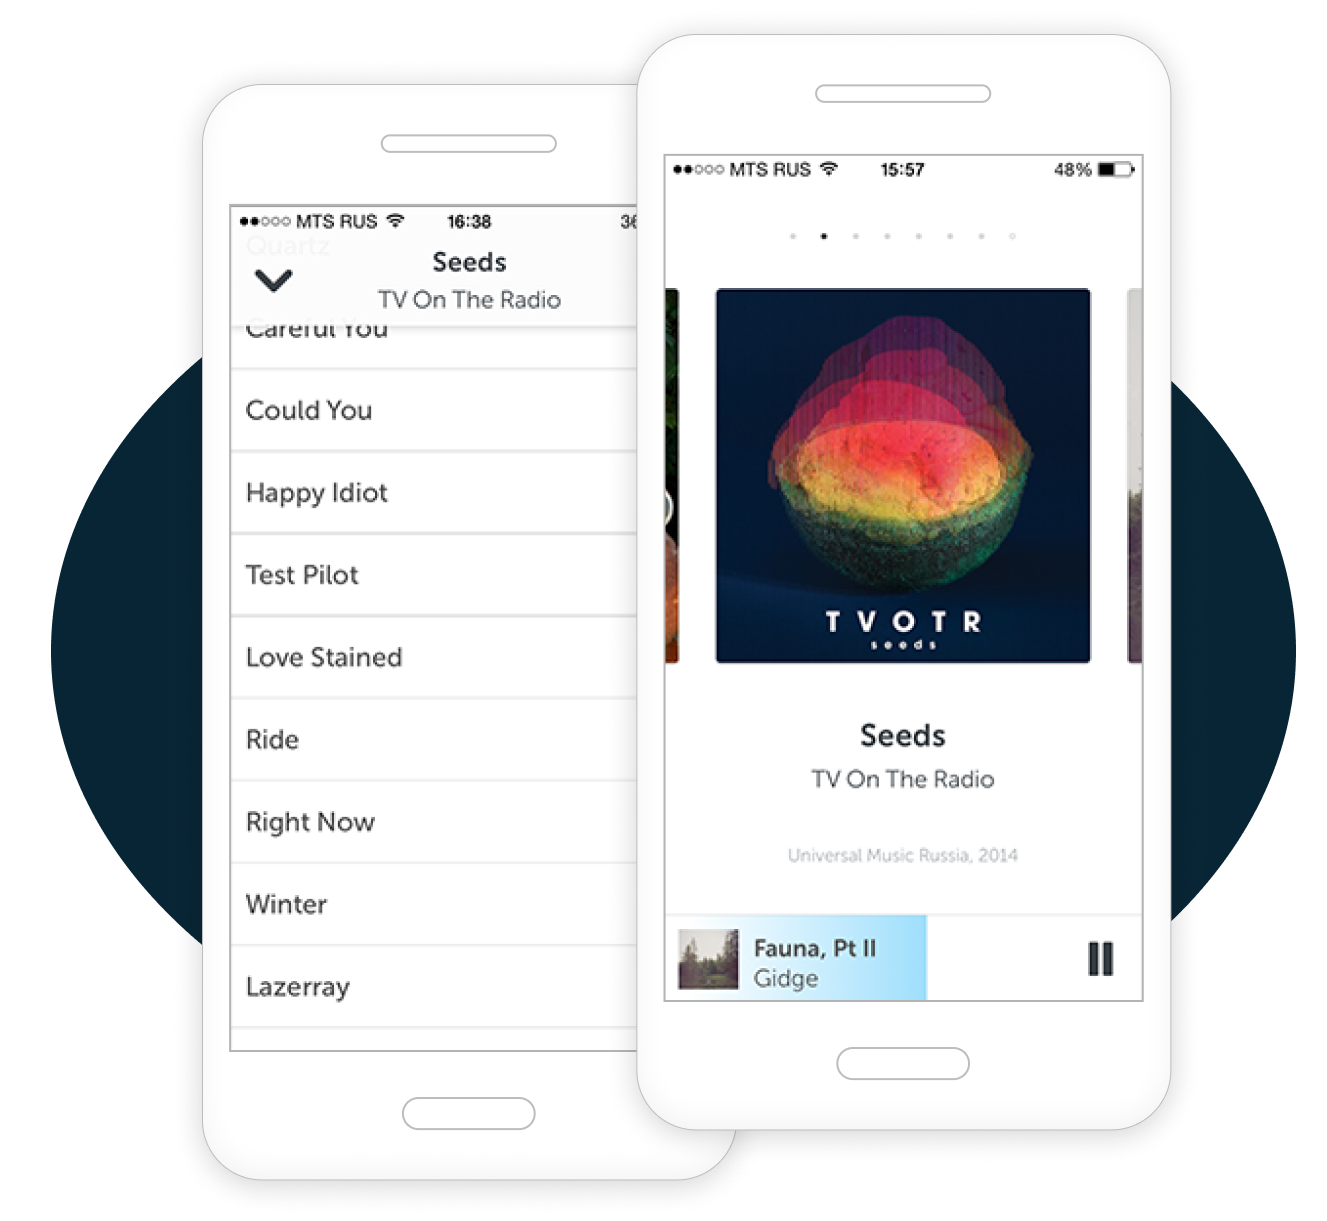 MTS RUS 16:38 36
Quartz
Seeds
TV On The Radio
Careful You
Could You
Happy Idiot
Test Pilot
Love Stained
Ride
Right Now
Winter
Lazerray
MTS RUS 15:57 48%
TVOTR
seeds
Seeds
TV On The Radio
Universal Music Russia, 2014
Fauna, Pt II
Gidge